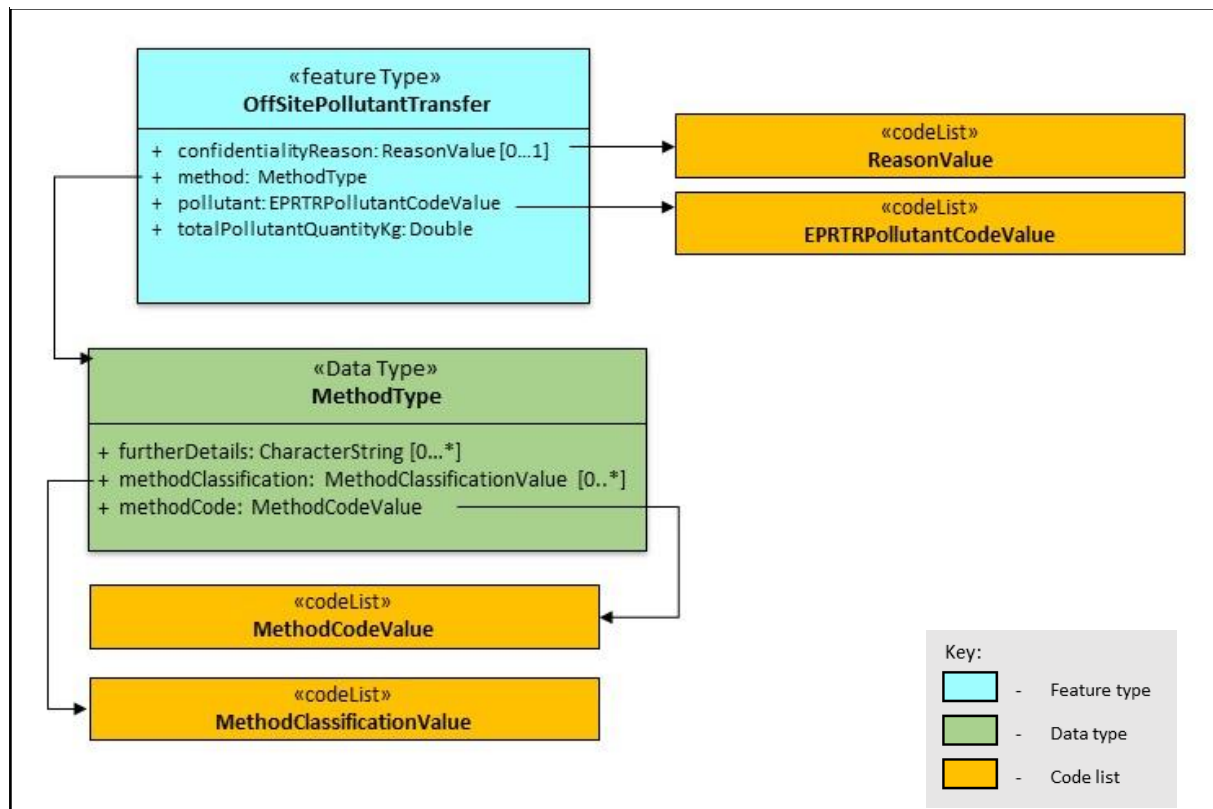 «feature Type»
OffSitePollutantTransfer
+ confidentialityReason: ReasonValue [0...1]
+ method: MethodType
+ pollutant: EPRTRPollutantCodeValue
+ totalPollutantQuantityKg: Double
«codeList»
ReasonValue
«codeList»
EPRTRPollutantCodeValue
«Data Type»
MethodType
+ furtherDetails: CharacterString [0...*]
+ methodClassification: MethodClassificationValue [0..*]
+ methodCode: MethodCodeValue
«codeList»
MethodCodeValue
«codeList»
MethodClassificationValue
Key:
- Feature type
- Data type
- Code list